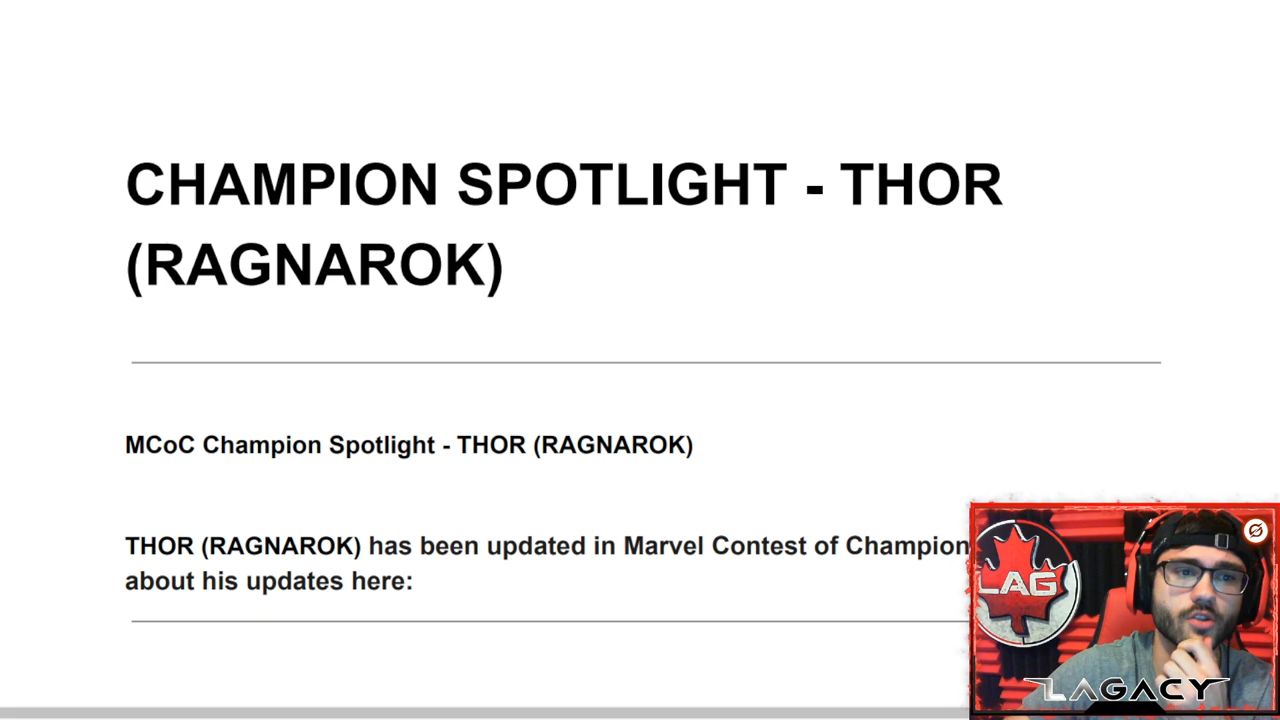 CHAMPION SPOTLIGHT - THOR
(RAGNAROK)
MCoC Champion Spotlight - THOR (RAGNAROK)
THOR (RAGNAROK) has been updated in Marvel Contest of Champion
about his updates here:
LAG
LAGACY